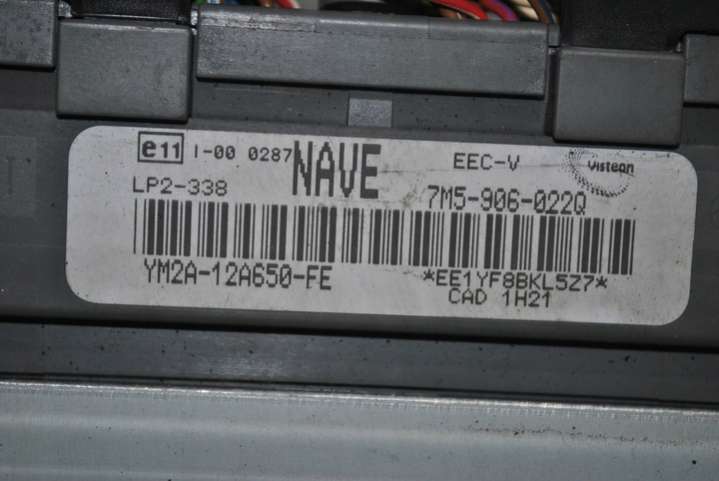 e11 I-00 0287 NAVE EEC-V Visteon
LP2-338 7M5-906-022Q
YM2A-12A650-FE *EE1YF8BKL5Z7*
CAD 1H21